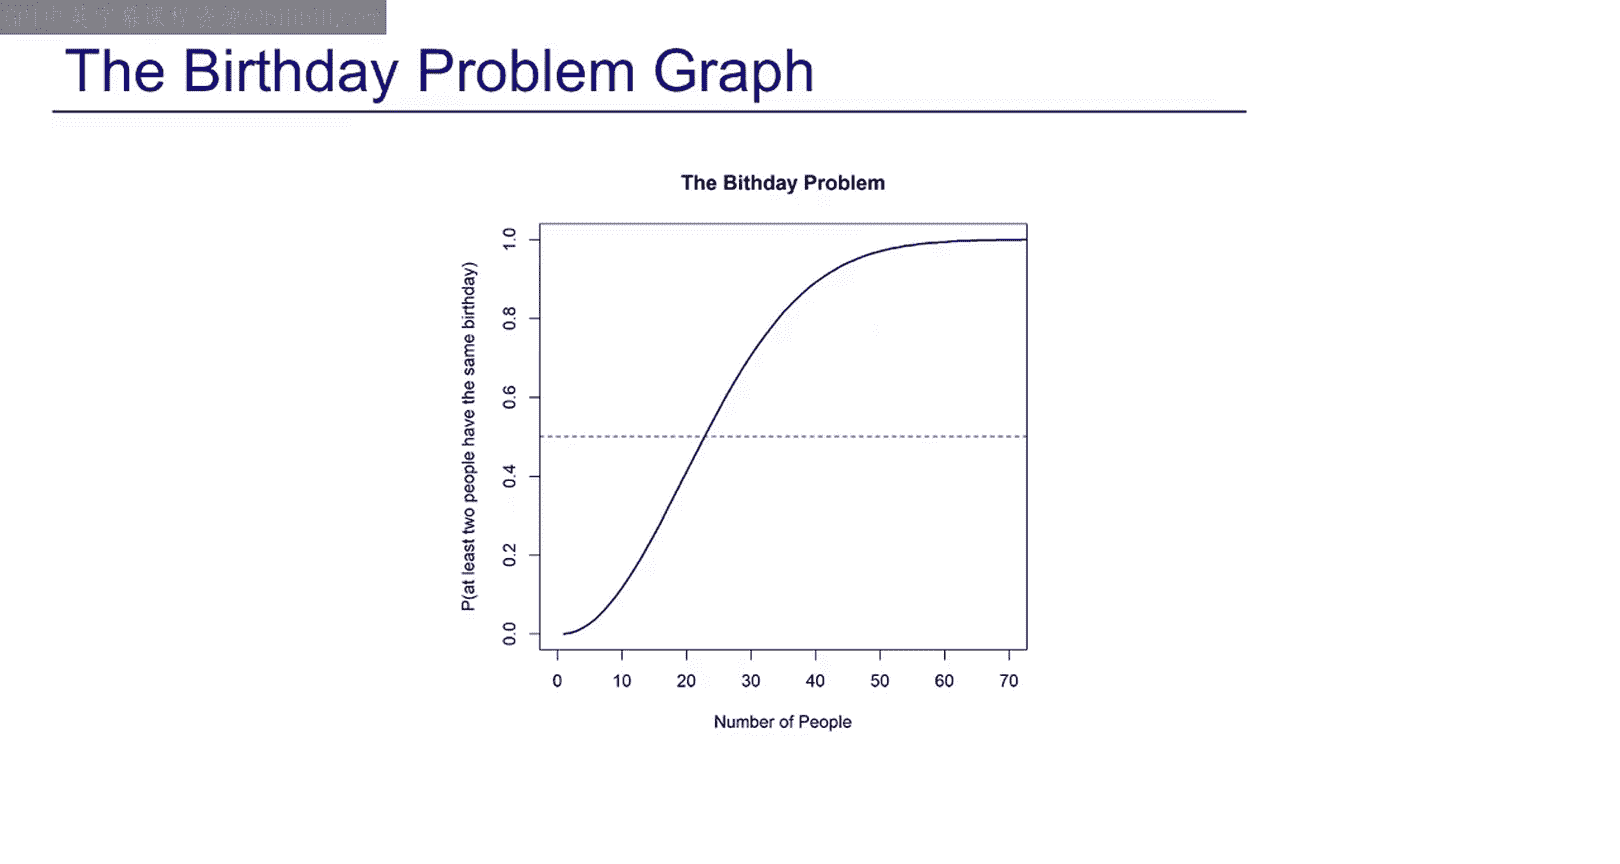 The Birthday Problem Graph
The Bithday Problem
P(at least two people have the same birthday)
1.0
0.8
0.6
0.4
0.2
0.0
0 10 20 30 40 50 60 70
Number of People